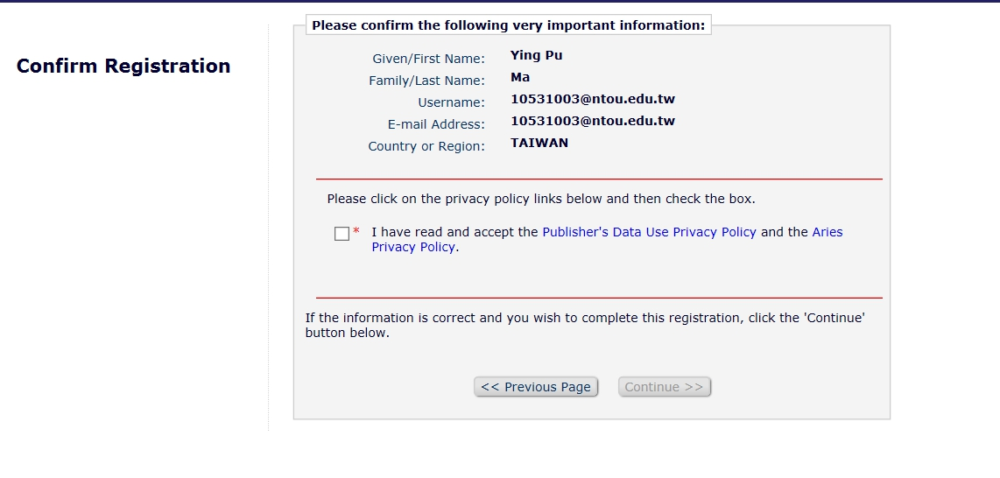 Please confirm the following very important information:
Confirm Registration
Given/First Name: Ying Pu
Family/Last Name: Ma
Username: 10531003@ntou.edu.tw
E-mail Address: 10531003@ntou.edu.tw
Country or Region: TAIWAN
Please click on the privacy policy links below and then check the box.
* I have read and accept the Publisher's Data Use Privacy Policy and the Aries
Privacy Policy.
If the information is correct and you wish to complete this registration, click the 'Continue'
button below.
<< Previous Page Continue >>